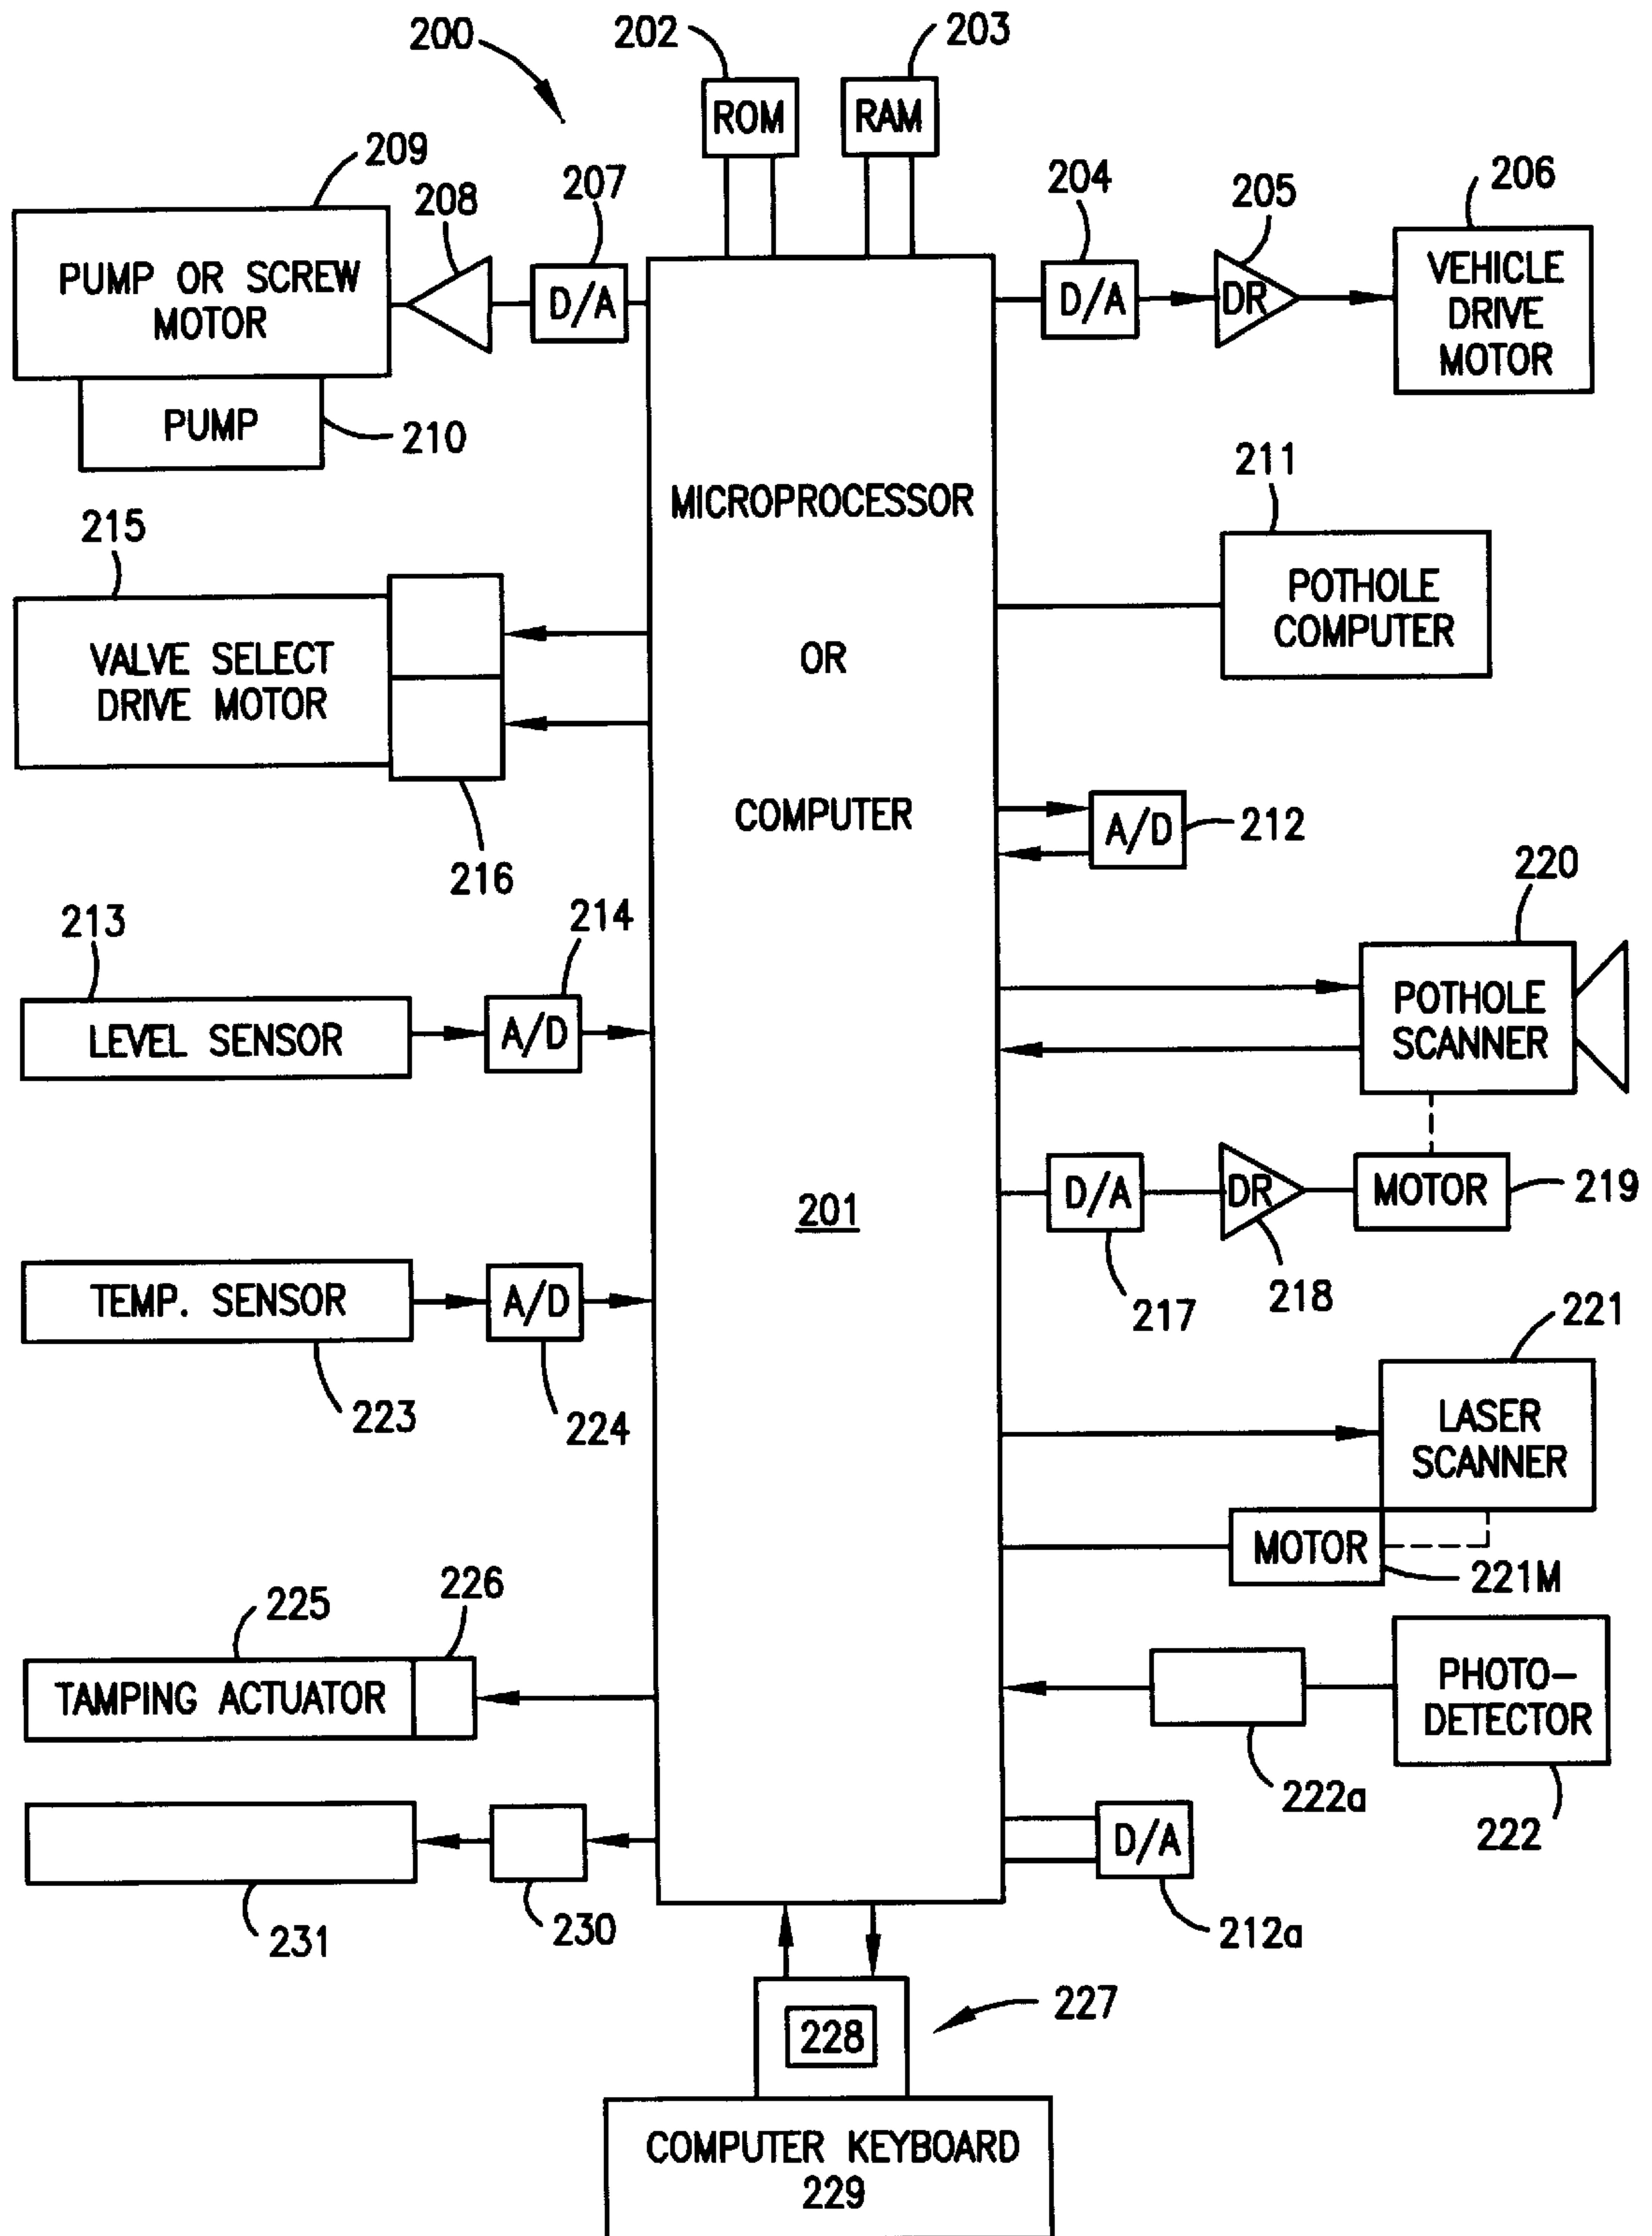 200
202
203
ROM
RAM
209
208
207
204
205
206
PUMP OR SCREW
MOTOR
D/A
D/A
DR
VEHICLE
DRIVE
MOTOR
PUMP
210
MICROPROCESSOR
OR
COMPUTER
201
211
POTHOLE
COMPUTER
215
VALVE SELECT
DRIVE MOTOR
216
A/D
212
220
POTHOLE
SCANNER
213
214
LEVEL SENSOR
A/D
D/A
DR
MOTOR
219
217
218
TEMP. SENSOR
A/D
223
224
221
LASER
SCANNER
MOTOR
221M
225
226
TAMPING ACTUATOR
PHOTO-
DETECTOR
222a
222
231
230
D/A
212a
227
228
COMPUTER KEYBOARD
229